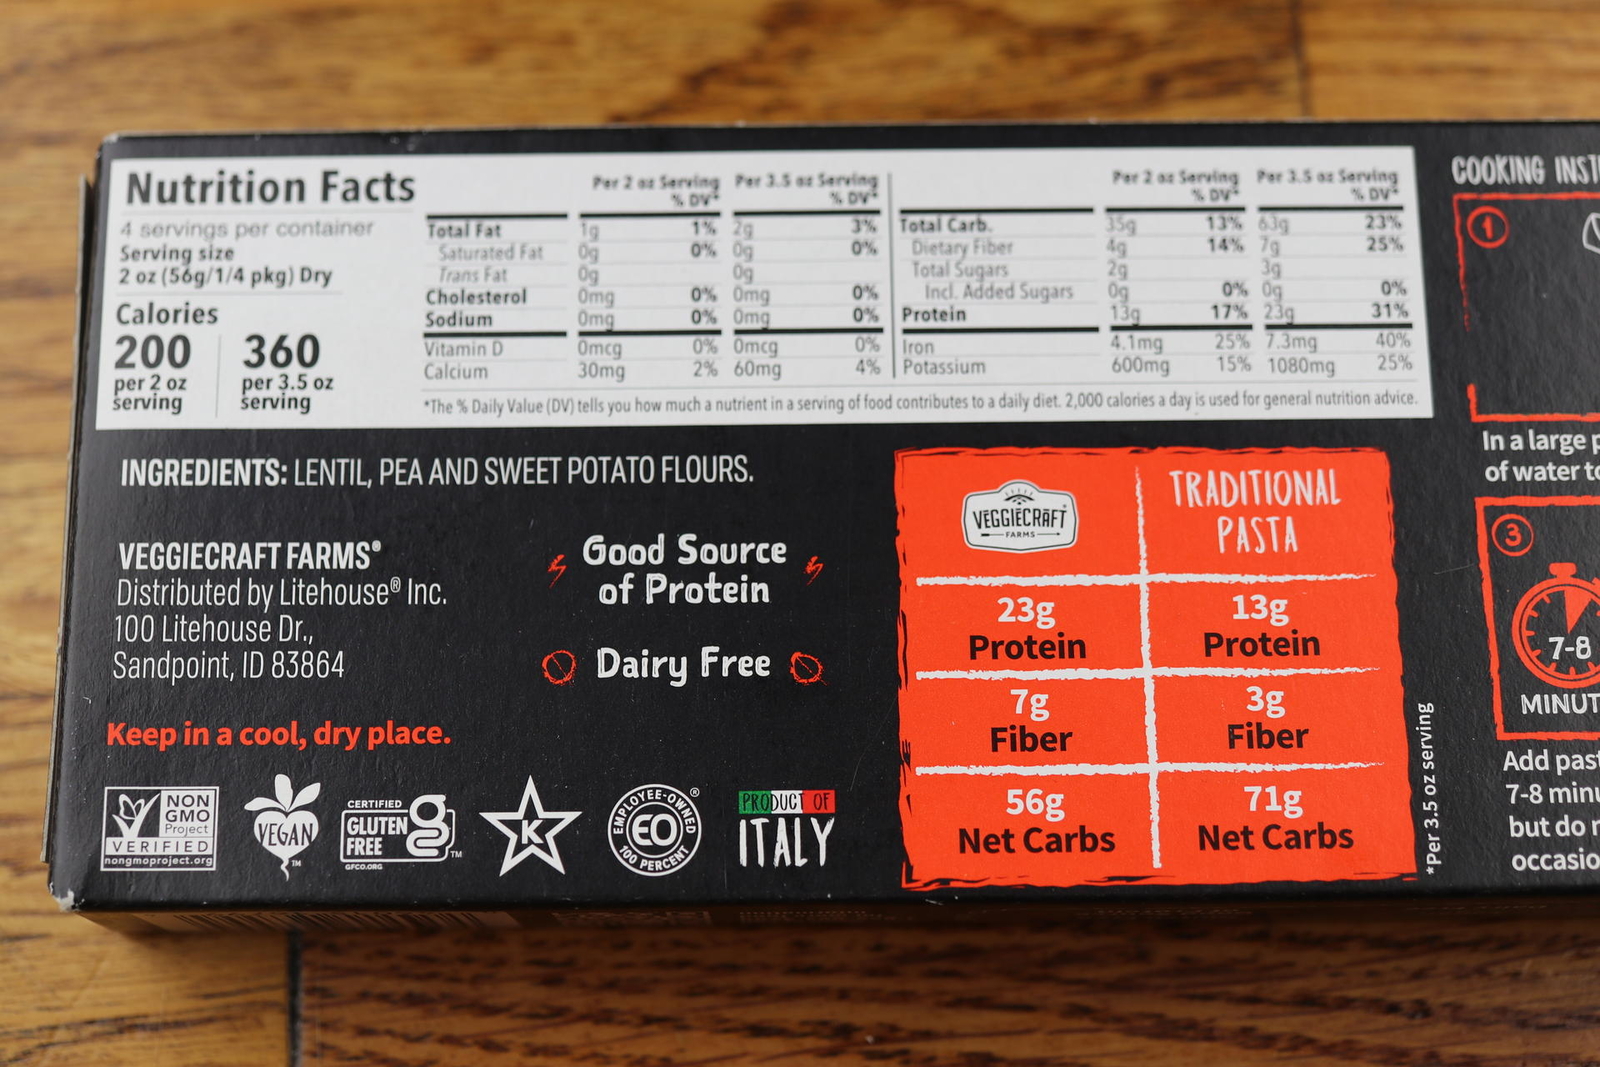 Nutrition Facts
4 servings per container
Serving size
2 oz (56g/1/4 pkg) Dry
Calories
200 360
per 2 oz per 3.5 oz
serving serving
Per 2 oz Serving Per 3.5 oz Serving
% DV* % DV*
Total Fat 1g 1% 2g 3%
Saturated Fat 0g 0% 0g 0%
Trans Fat 0g 0g
Cholesterol 0mg 0% 0mg 0%
Sodium 0mg 0% 0mg 0%
Vitamin D 0mcg 0% 0mcg 0%
Calcium 30mg 2% 60mg 4%
Per 2 oz Serving Per 3.5 oz Serving
% DV* % DV*
Total Carb. 35g 13% 63g 23%
Dietary Fiber 4g 14% 7g 25%
Total Sugars 2g 3g
Incl. Added Sugars 0g 0% 0g 0%
Protein 13g 17% 23g 31%
Iron 4.1mg 25% 7.3mg 40%
Potassium 600mg 15% 1080mg 25%
*The % Daily Value (DV) tells you how much a nutrient in a serving of food contributes to a daily diet. 2,000 calories a day is used for general nutrition advice.
INGREDIENTS: LENTIL, PEA AND SWEET POTATO FLOURS.
VEGGIECRAFT FARMS®
Distributed by Litehouse® Inc.
100 Litehouse Dr.,
Sandpoint, ID 83864
Keep in a cool, dry place.
Good Source
of Protein
Dairy Free
NON
GMO
Project
VERIFIED
nongmoproject.org
VEGAN
TM
CERTIFIED
GLUTEN
FREE
GFCO.ORG
TM
K
EMPLOYEE-OWNED
EO
100 PERCENT
®
PRODUCT OF
ITALY
VEGGIECRAFT
FARMS
TRADITIONAL
PASTA
23g 13g
Protein Protein
7g 3g
Fiber Fiber
56g 71g
Net Carbs Net Carbs
*Per 3.5 oz serving
COOKING INST
1
In a large p
of water to
3
7-8
MINUT
Add past
7-8 minu
but do n
occasio